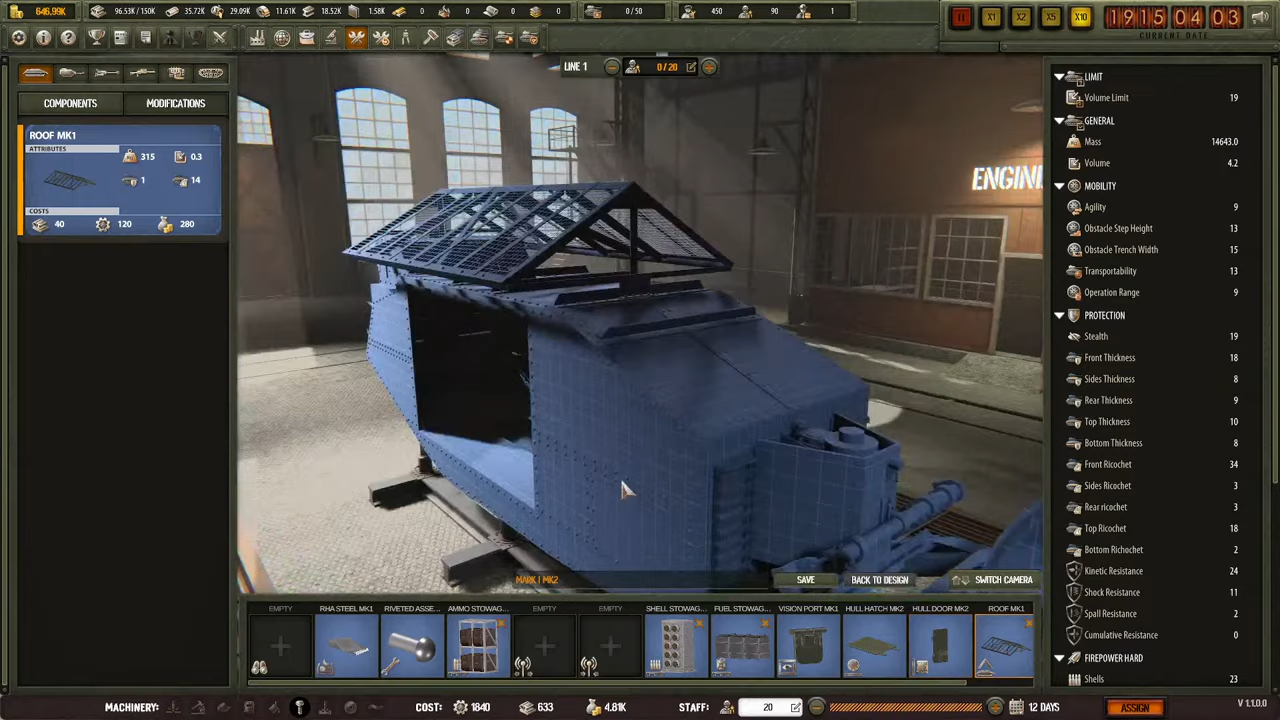 646,99K 96.53K/150K 35.72K 29.09K 11.61K 18.52K 1.58K 0 0 0 0 0/50 450 90 1
X1 X2 X5 X10 1915 04 03
CURRENT DATE
LINE 1 0/20
COMPONENTS MODIFICATIONS
ROOF MK1
ATTRIBUTES
315 0.3
1 14
COSTS
40 120 280
ENGINE
LIMIT
Volume Limit 19
GENERAL
Mass 14643.0
Volume 4.2
MOBILITY
Agility 9
Obstacle Step Height 13
Obstacle Trench Width 15
Transportability 13
Operation Range 9
PROTECTION
Stealth 19
Front Thickness 18
Sides Thickness 8
Rear Thickness 9
Top Thickness 10
Bottom Thickness 8
Front Ricochet 34
Sides Ricochet 3
Rear ricochet 3
Top Ricochet 18
Bottom Richochet 2
Kinetic Resistance 24
Shock Resistance 11
Spall Resistance 2
Cumulative Resistance 0
FIREPOWER HARD
Shells 23
MARK I MK2 SAVE BACK TO DESIGN SWITCH CAMERA
EMPTY RHA STEEL MK1 RIVETED ASSE... AMMO STOWAG... EMPTY EMPTY SHELL STOWAG... FUEL STOWAG... VISION PORT MK1 HULL HATCH MK2 HULL DOOR MK2 ROOF MK1
MACHINERY: COST: 1840 633 4.81K STAFF: 20 12 DAYS ASSIGN V 1.1.0.0